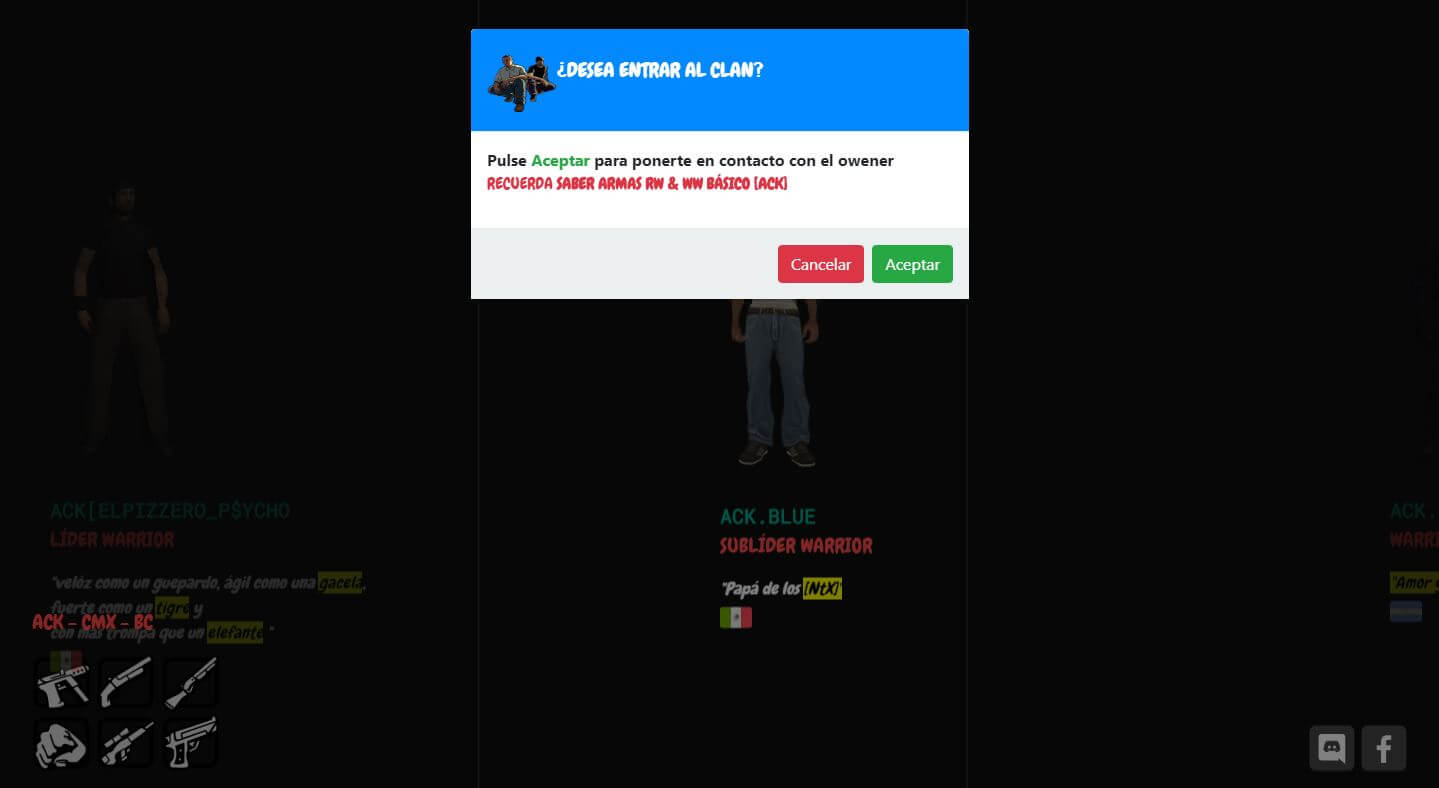 ¿DESEA ENTRAR AL CLAN?
Pulse Aceptar para ponerte en contacto con el owener
RECUERDA SABER ARMAS RW & WW BÁSICO [ACK]
Cancelar
Aceptar
ACK[ELPIZZERO_P$YCHO
LÍDER WARRIOR
"velóz como un guepardo, ágil como una gacela,
fuerte como un tigre y
con más trompa que un elefante "
ACK - CMX - BC
ACK.BLUE
SUBLÍDER WARRIOR
"Papá de los [NtX]"
ACK.
WARRI
"Amor